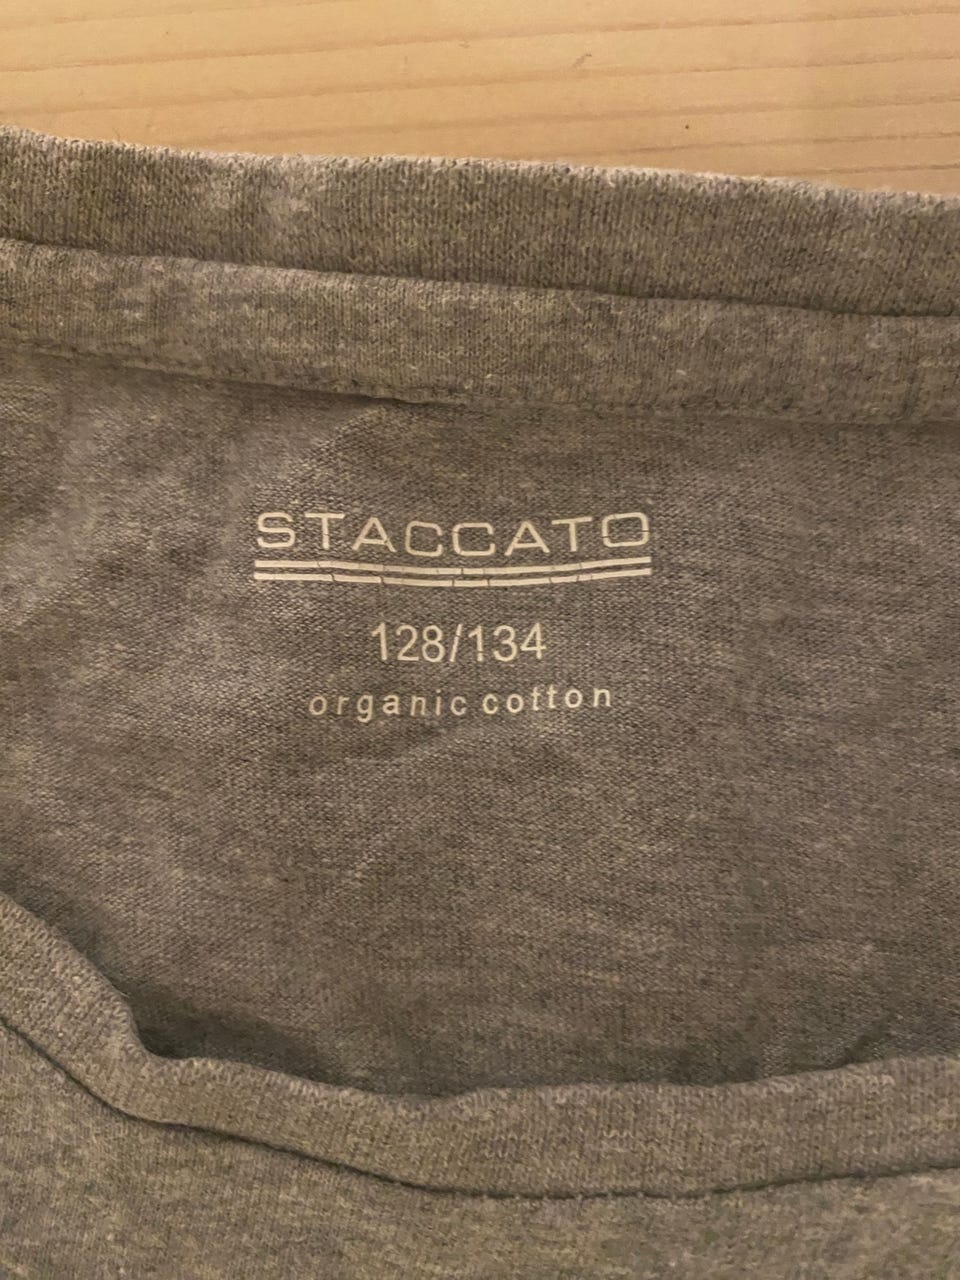 STACCATO
128/134
organic cotton